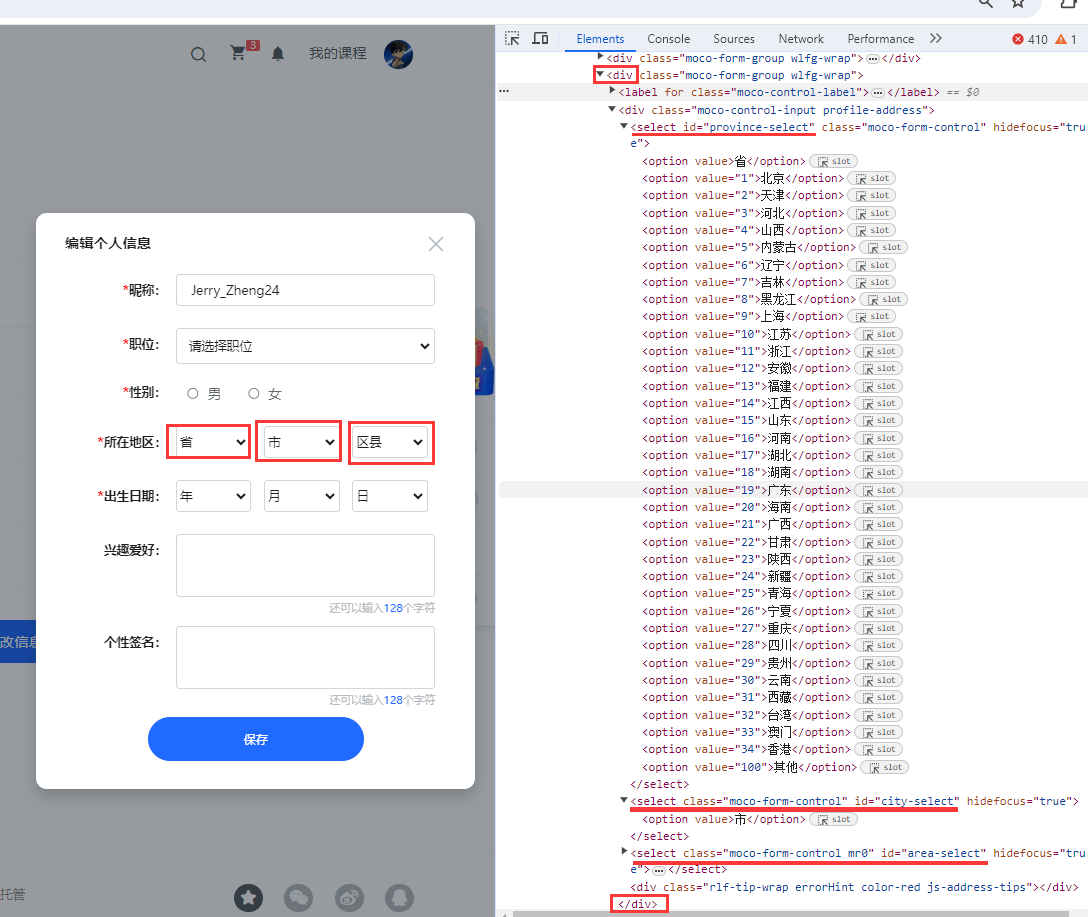 3
我的课程
编辑个人信息
*昵称:
Jerry_Zheng24
*职位:
请选择职位
*性别:
男
女
*所在地区:
省
市
区县
*出生日期:
年
月
日
兴趣爱好:
还可以输入128个字符
个性签名:
还可以输入128个字符
保存
改信息
托管
Elements
Console
Sources
Network
Performance
410
1
<div class="moco-form-group wlfg-wrap">…</div>
<div class="moco-form-group wlfg-wrap">
…
<label for class="moco-control-label">…</label> == $0
<div class="moco-control-input profile-address">
<select id="province-select" class="moco-form-control" hidefocus="tru
e">
<option value>省</option> slot
<option value="1">北京</option> slot
<option value="2">天津</option> slot
<option value="3">河北</option> slot
<option value="4">山西</option> slot
<option value="5">内蒙古</option> slot
<option value="6">辽宁</option> slot
<option value="7">吉林</option> slot
<option value="8">黑龙江</option> slot
<option value="9">上海</option> slot
<option value="10">江苏</option> slot
<option value="11">浙江</option> slot
<option value="12">安徽</option> slot
<option value="13">福建</option> slot
<option value="14">江西</option> slot
<option value="15">山东</option> slot
<option value="16">河南</option> slot
<option value="17">湖北</option> slot
<option value="18">湖南</option> slot
<option value="19">广东</option> slot
<option value="20">海南</option> slot
<option value="21">广西</option> slot
<option value="22">甘肃</option> slot
<option value="23">陕西</option> slot
<option value="24">新疆</option> slot
<option value="25">青海</option> slot
<option value="26">宁夏</option> slot
<option value="27">重庆</option> slot
<option value="28">四川</option> slot
<option value="29">贵州</option> slot
<option value="30">云南</option> slot
<option value="31">西藏</option> slot
<option value="32">台湾</option> slot
<option value="33">澳门</option> slot
<option value="34">香港</option> slot
<option value="100">其他</option> slot
</select>
<select class="moco-form-control" id="city-select" hidefocus="true">
<option value>市</option> slot
</select>
<select class="moco-form-control mr0" id="area-select" hidefocus="tru
e">…</select>
<div class="rlf-tip-wrap errorHint color-red js-address-tips"></div>
</div>